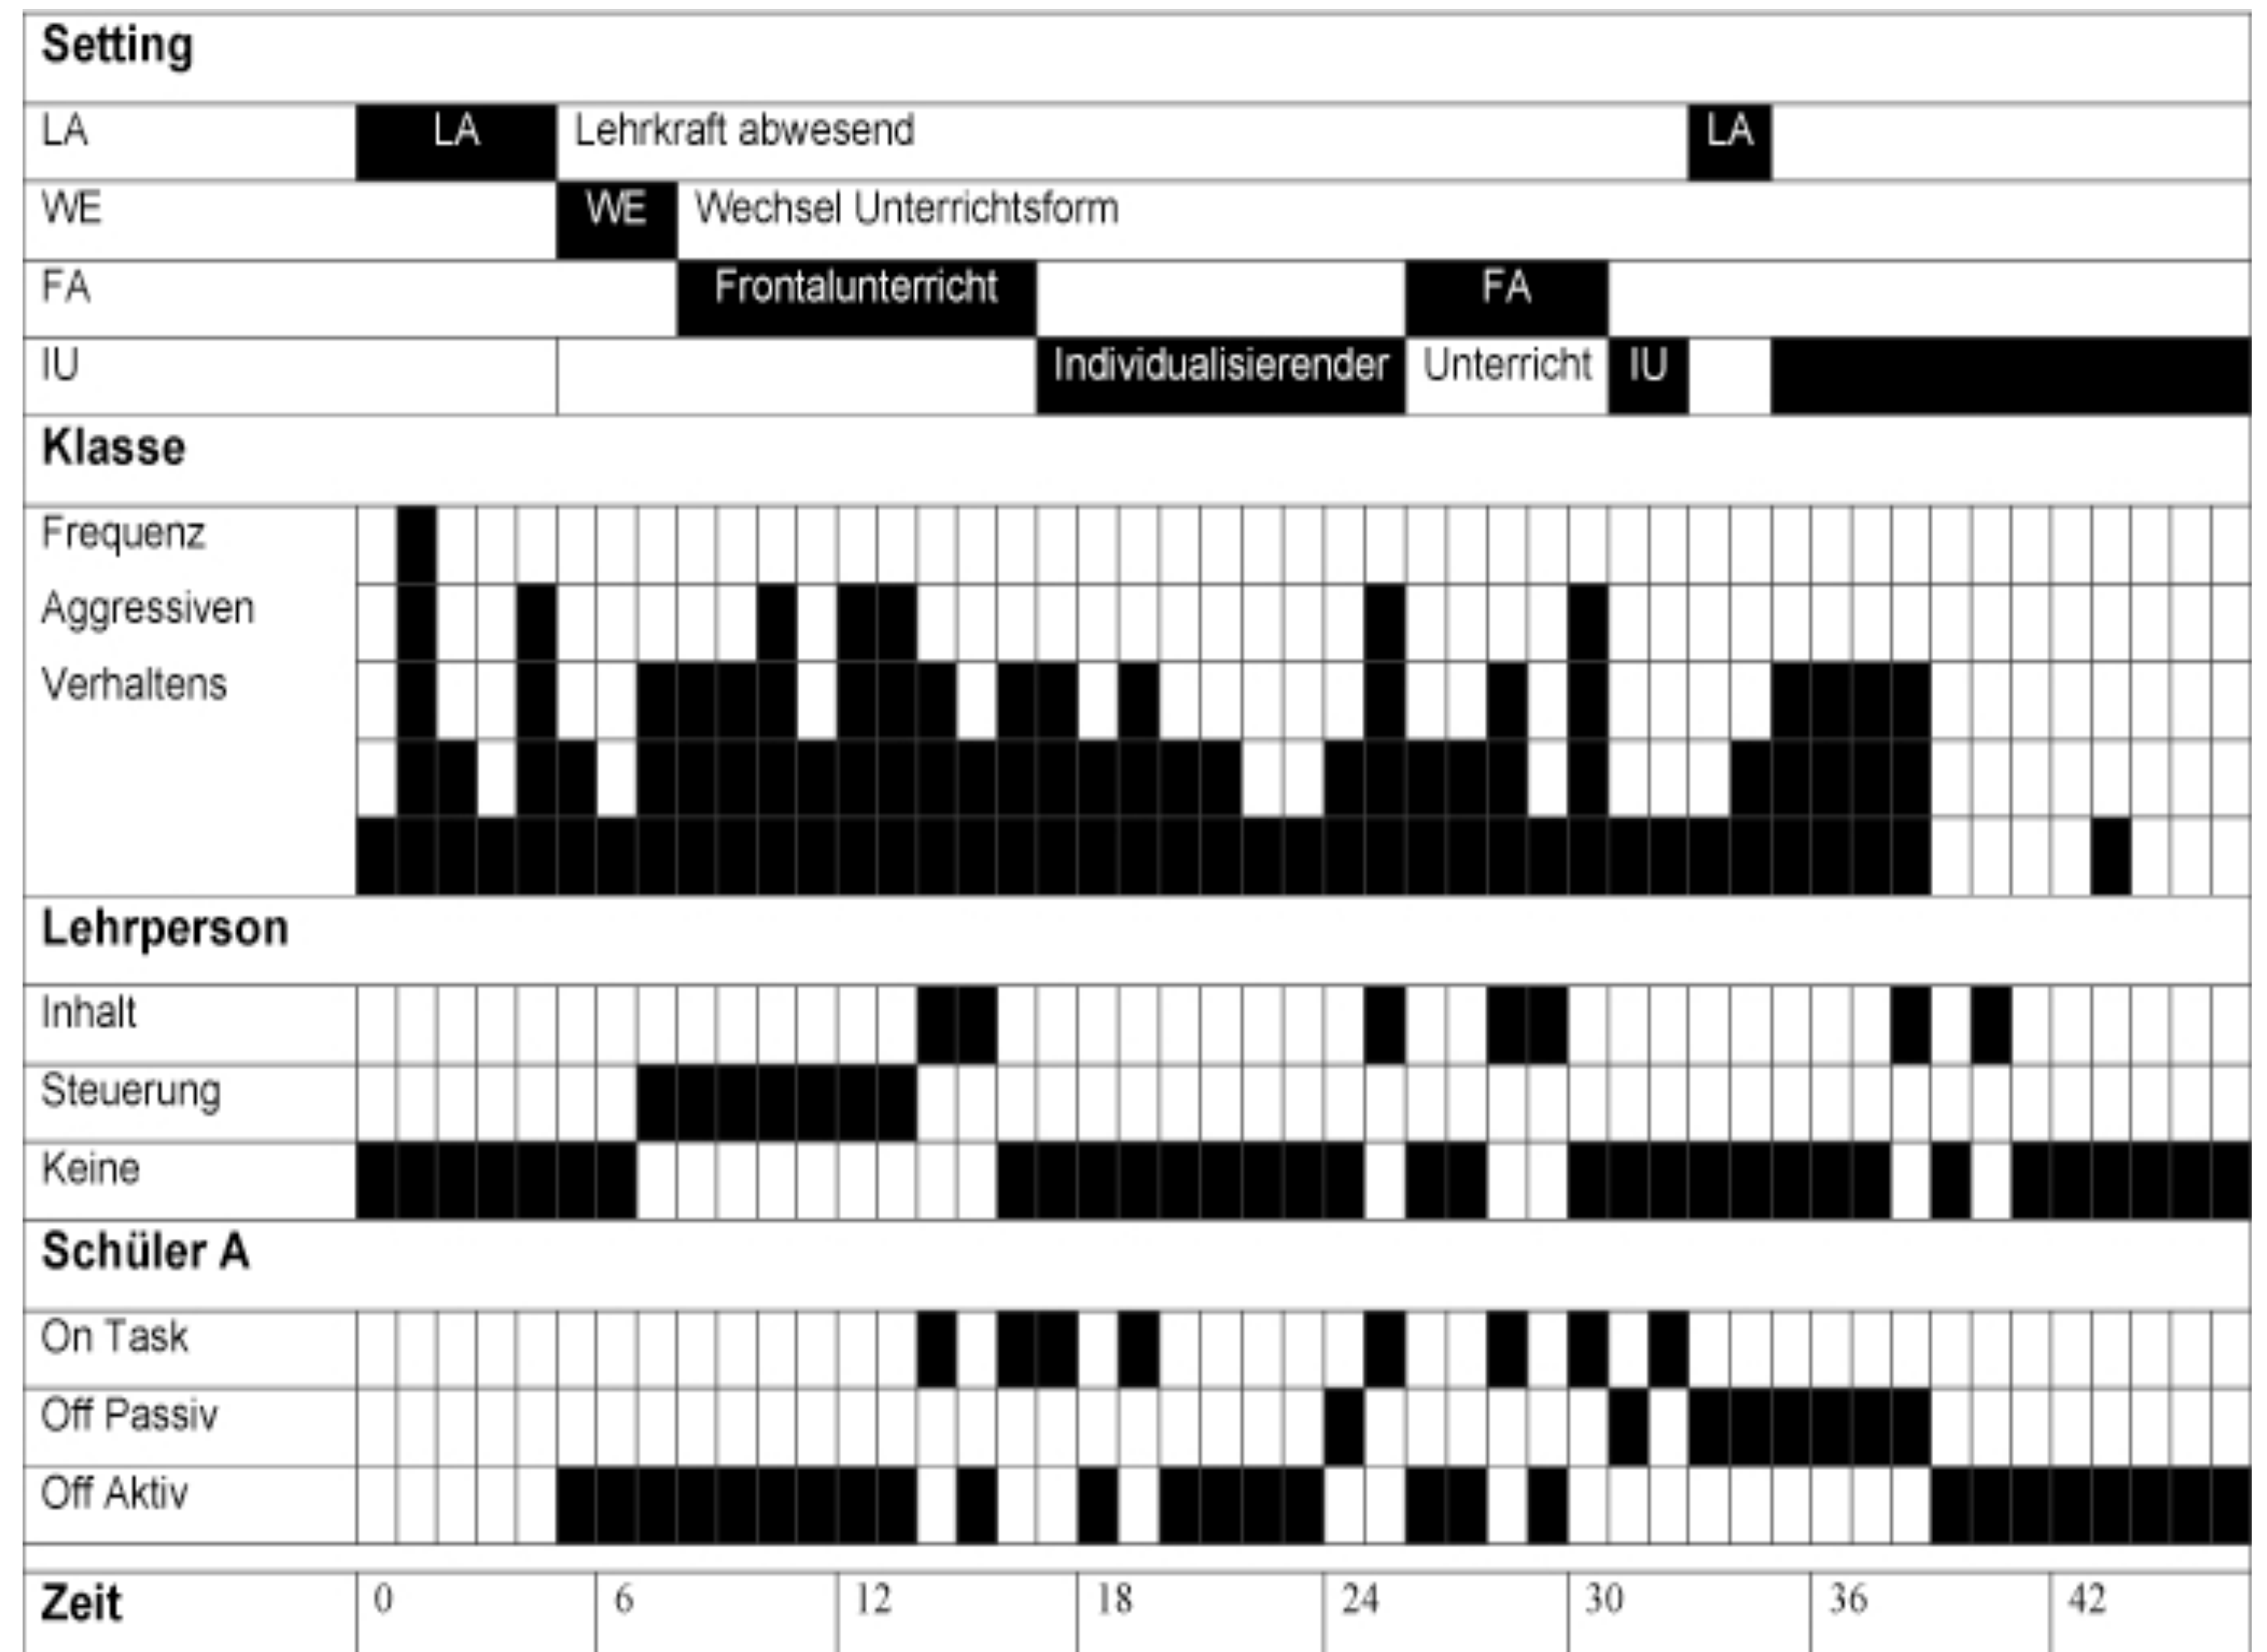 Setting
LA LA Lehrkraft abwesend LA
WE WE Wechsel Unterrichtsform
FA Frontalunterricht FA
IU Individualisierender Unterricht IU
Klasse
Frequenz
Aggressiven
Verhaltens
Lehrperson
Inhalt
Steuerung
Keine
Schüler A
On Task
Off Passiv
Off Aktiv
Zeit 0 6 12 18 24 30 36 42